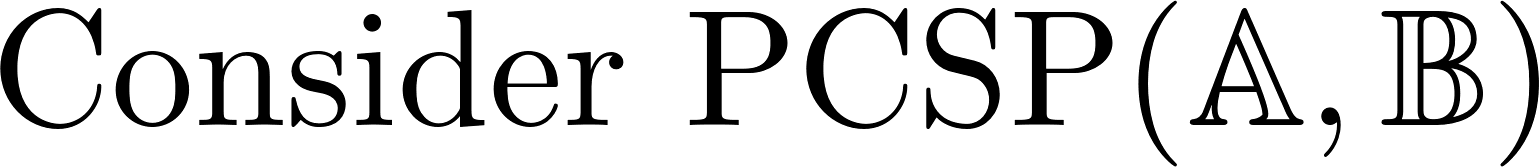 Consider PCSP(𝔸, 𝔹)